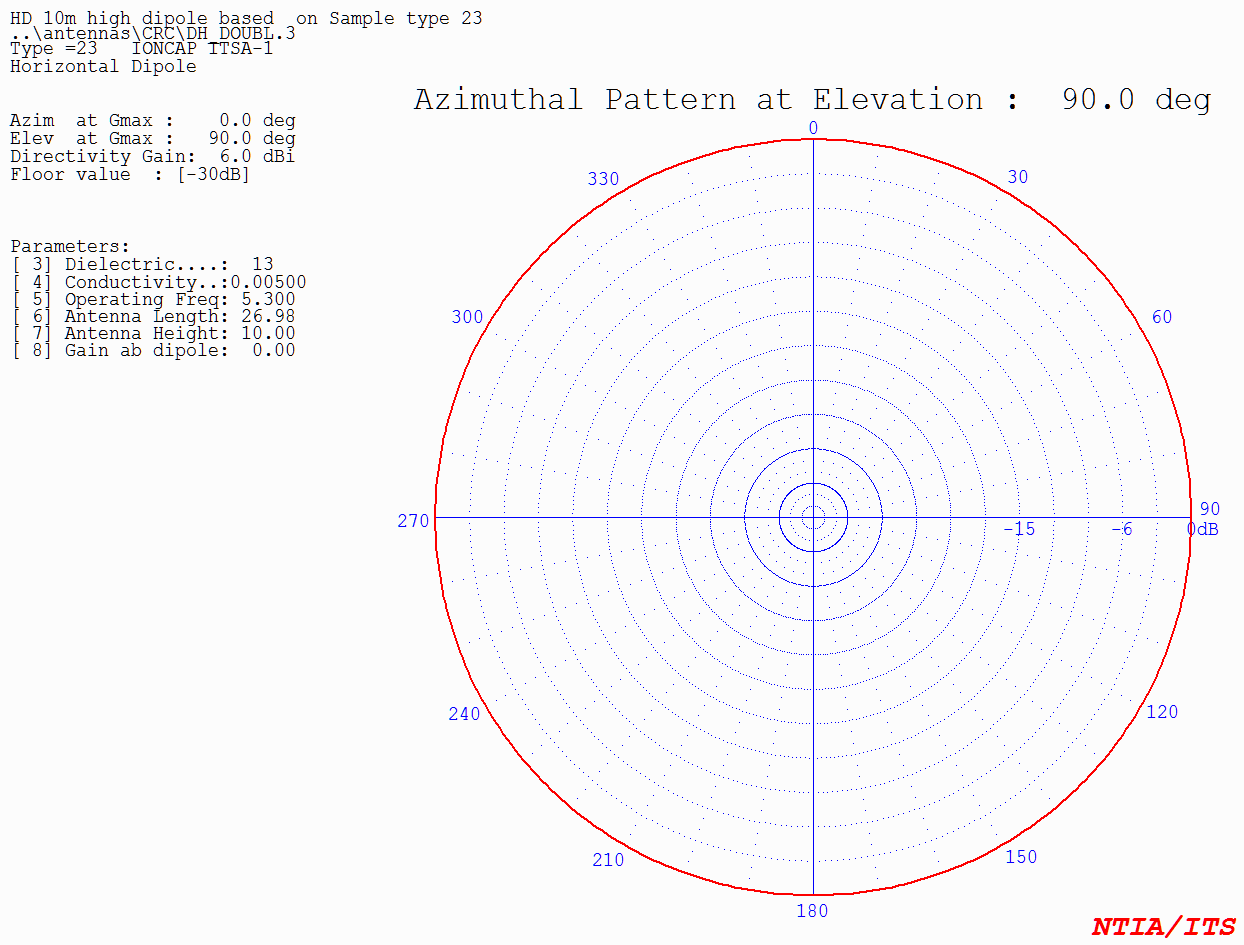 HD 10m high dipole based  on Sample type 23
..\antennas\CRC\DH_DOUBL.3
Type =23   IONCAP ITSA-1
Horizontal Dipole
Azimuthal Pattern at Elevation :  90.0 deg
Azim  at Gmax :    0.0 deg
Elev  at Gmax :   90.0 deg
Directivity Gain:  6.0 dBi
Floor value  : [-30dB]
Parameters:
[ 3] Dielectric....:  13
[ 4] Conductivity..:0.00500
[ 5] Operating Freq: 5.300
[ 6] Antenna Length: 26.98
[ 7] Antenna Height: 10.00
[ 8] Gain ab dipole:  0.00
0
30
60
90
-15
-6
0dB
120
150
180
210
240
270
300
330
NTIA/ITS